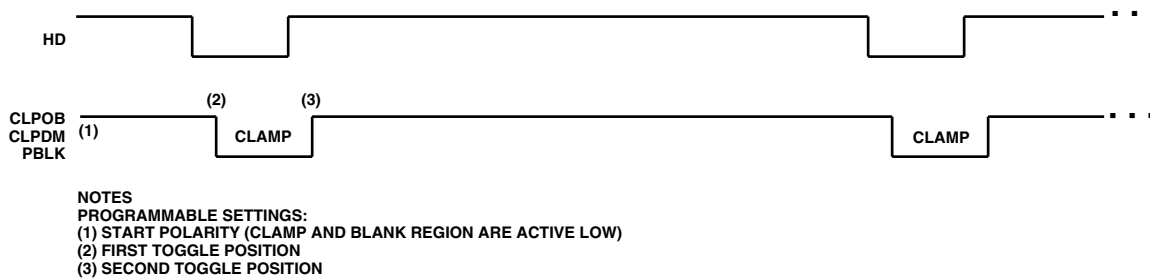 HD
(2) (3)
CLPOB
CLPDM
PBLK
(1)
CLAMP CLAMP
NOTES
PROGRAMMABLE SETTINGS:
(1) START POLARITY (CLAMP AND BLANK REGION ARE ACTIVE LOW)
(2) FIRST TOGGLE POSITION
(3) SECOND TOGGLE POSITION